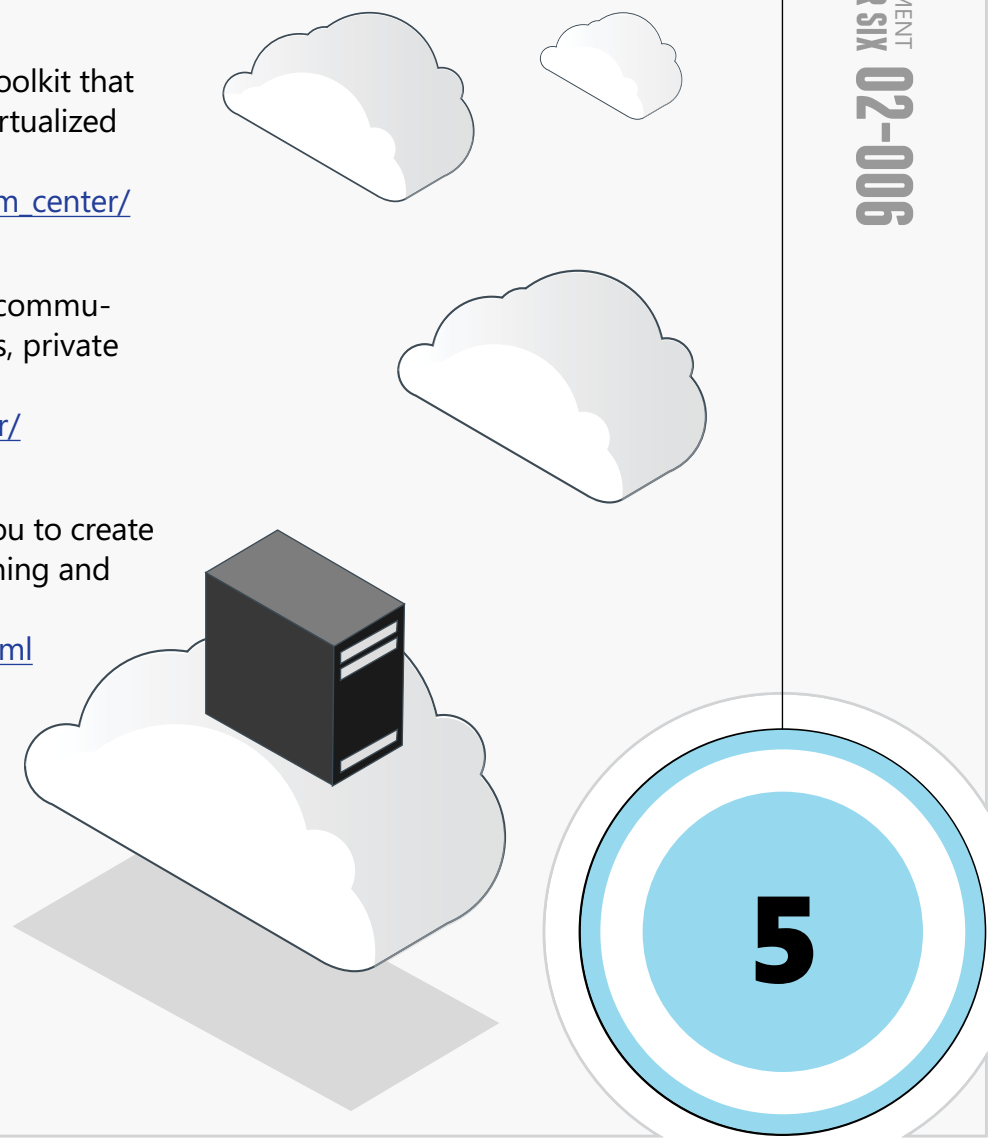 oolkit that
rtualized
m_center/
commu-
s, private
r/
ou to create
ning and
ml
MENT
R SIX 02-006
5